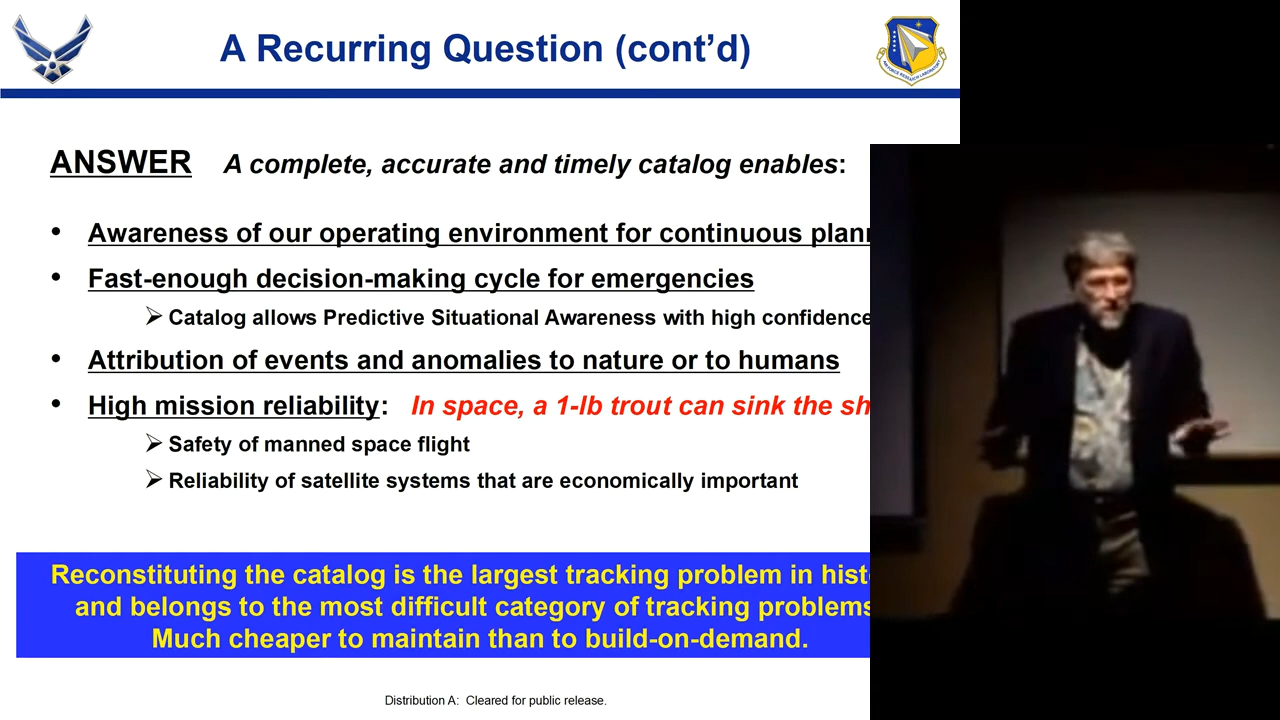 A Recurring Question (cont’d)
AIR FORCE RESEARCH LABORATORY
ANSWER A complete, accurate and timely catalog enables:
• Awareness of our operating environment for continuous
• Fast-enough decision-making cycle for emergencies
➢ Catalog allows Predictive Situational Awareness with high confidence
• Attribution of events and anomalies to nature or to humans
• High mission reliability: In space, a 1-lb trout can sink the
➢ Safety of manned space flight
➢ Reliability of satellite systems that are economically important
Reconstituting the catalog is the largest tracking problem in
and belongs to the most difficult category of tracking problems
Much cheaper to maintain than to build-on-demand.
Distribution A: Cleared for public release.